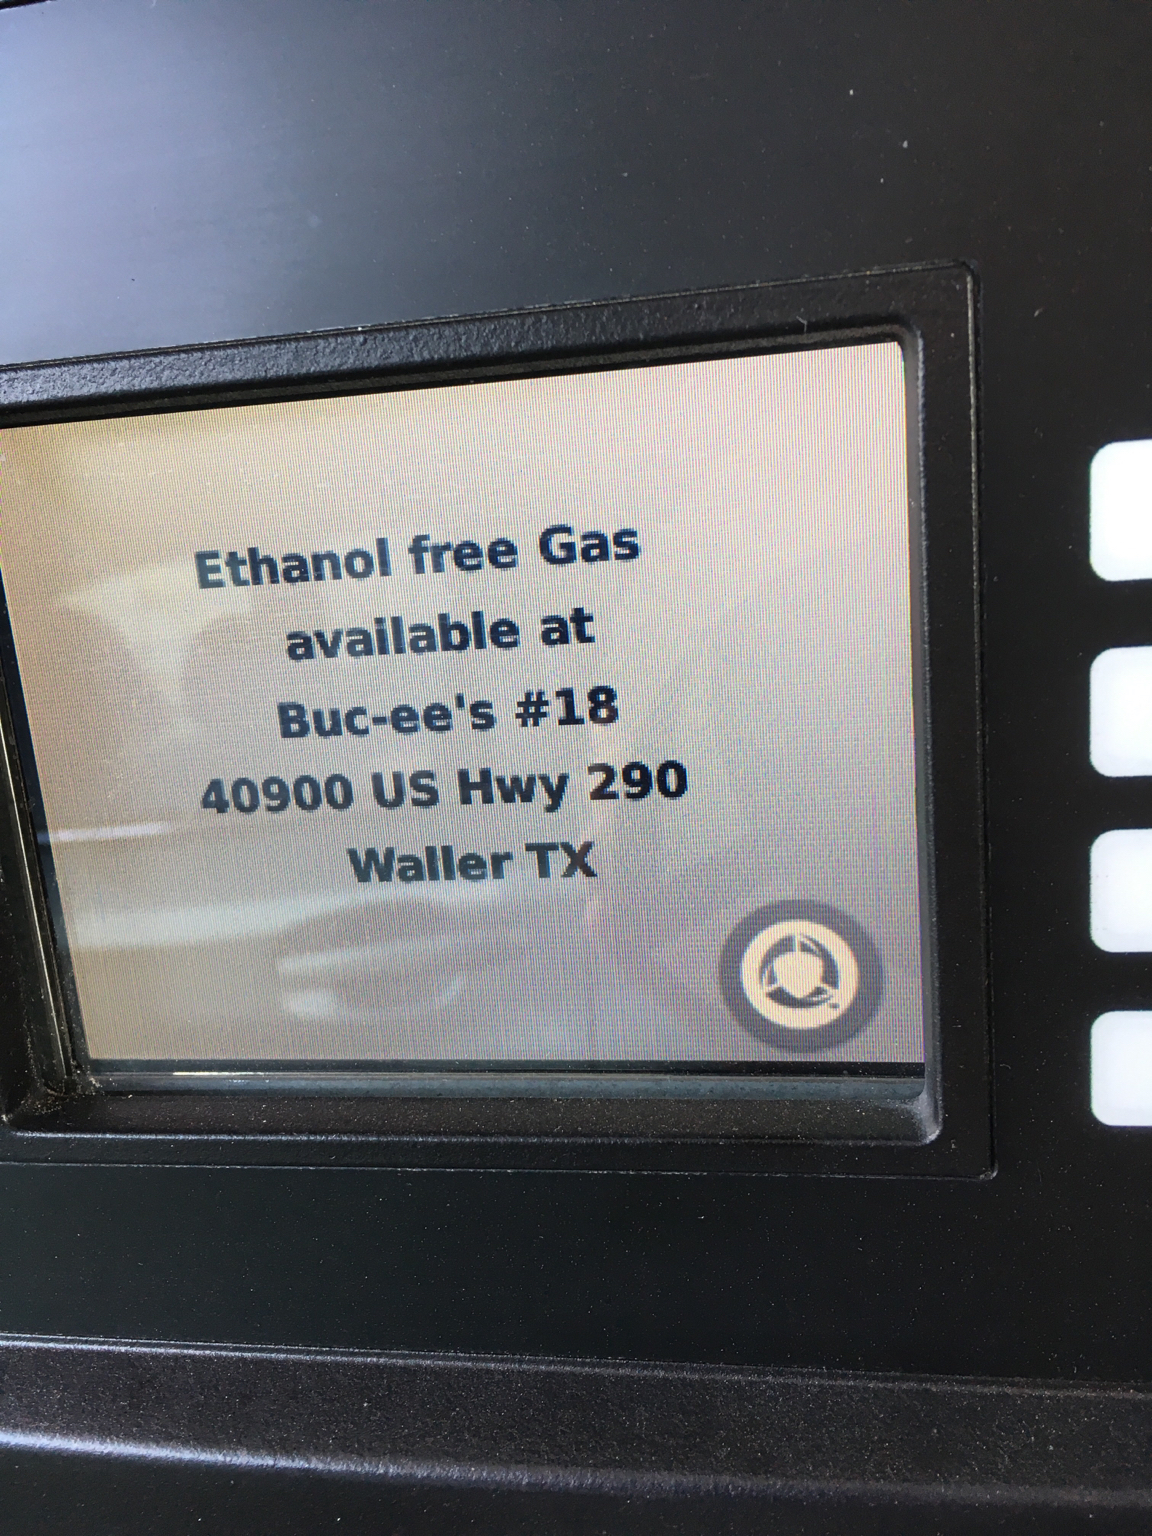 Ethanol free Gas
available at
Buc-ee's #18
40900 US Hwy 290
Waller TX